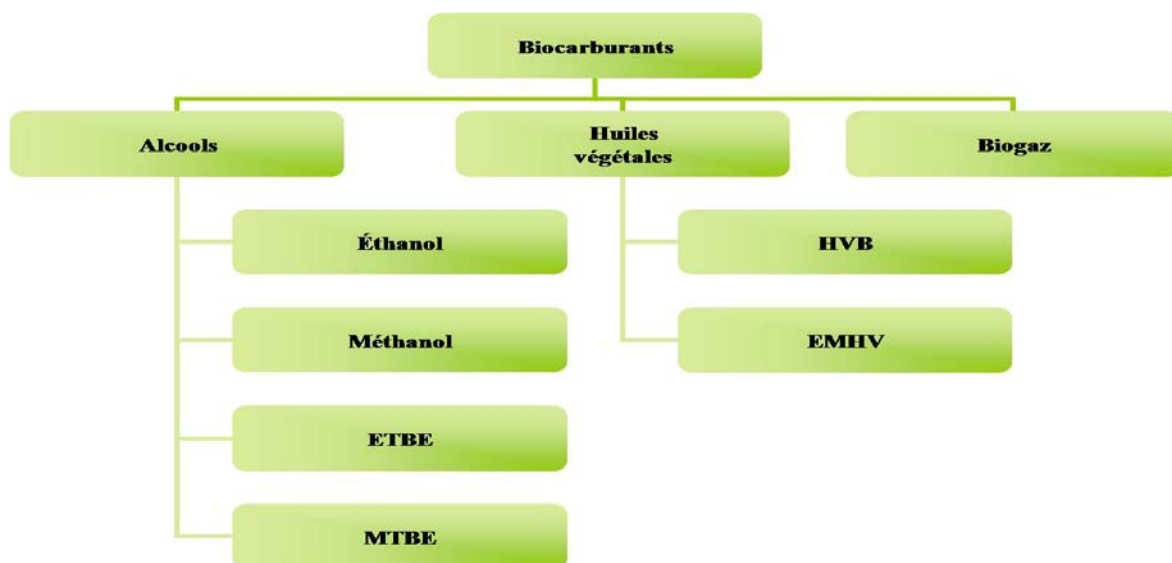 Biocarburants
Alcools
Huiles
végétales
Biogaz
Éthanol
HVB
Méthanol
EMHV
ETBE
MTBE